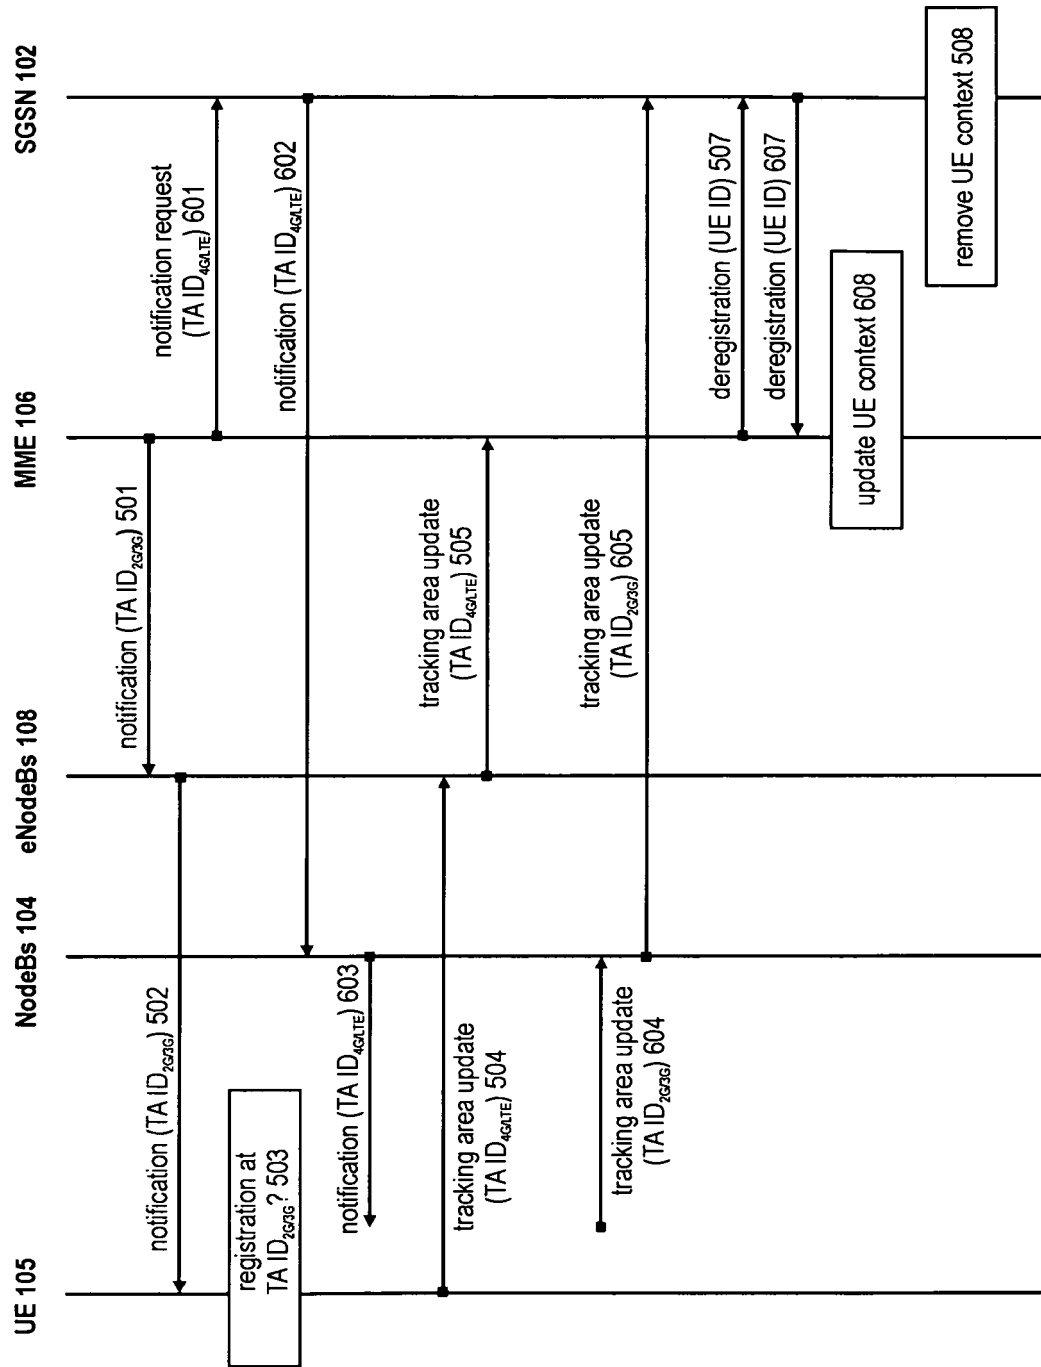 UE 105
NodeBs 104
eNodeBs 108
MME 106
SGSN 102
notification (TA ID2G/3G) 501
notification (TA ID2G/3G) 502
notification request
(TA ID4G/LTE) 601
registration at
TA ID2G/3G ? 503
notification (TA ID4G/LTE) 602
notification (TA ID4G/LTE) 603
tracking area update
(TA ID4G/LTE) 504
tracking area update
(TA ID4G/LTE) 505
tracking area update
(TA ID2G/3G) 604
tracking area update
(TA ID2G/3G) 605
deregistration (UE ID) 507
deregistration (UE ID) 607
update UE context 608
remove UE context 508